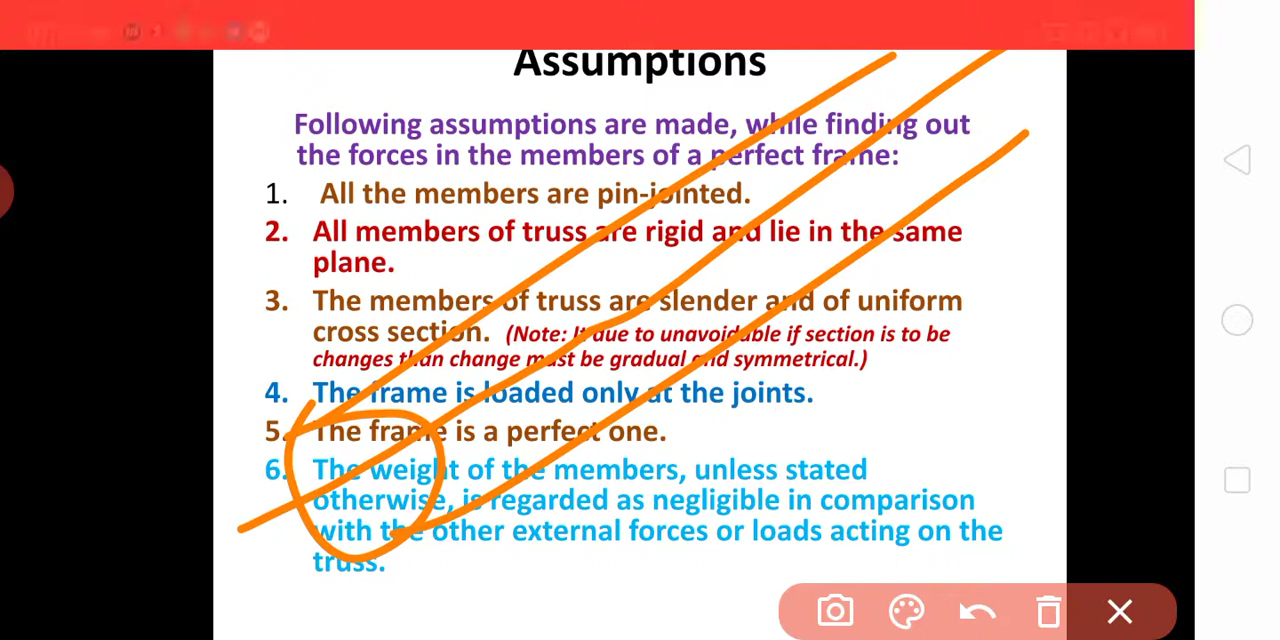 Assumptions
Following assumptions are made, while finding out
the forces in the members of a perfect frame:
1. All the members are pin-jointed.
2. All members of truss are rigid and lie in the same
plane.
3. The members of truss are slender and of uniform
cross section. (Note: It due to unavoidable if section is to be
changes than change must be gradual and symmetrical.)
4. The frame is loaded only at the joints.
5. The frame is a perfect one.
6. The weight of the members, unless stated
otherwise, is regarded as negligible in comparison
with the other external forces or loads acting on the
truss.